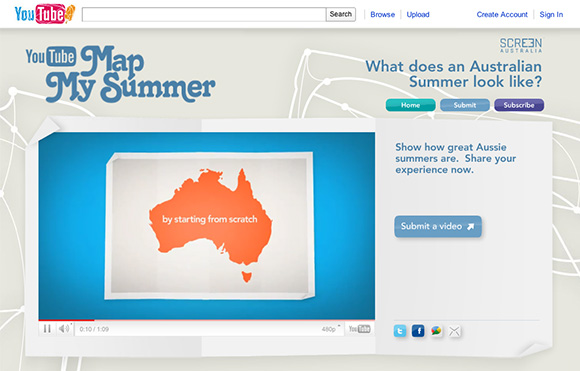 YouTube
Search
Browse
Upload
Create Account
Sign In
SCREEN
AUSTRALIA
YouTube Map
My Summer
What does an Australian
Summer look like?
Home
Submit
Subscribe
by starting from scratch
Show how great Aussie
summers are. Share your
experience now.
Submit a video
0:10 / 1:09
480p
YouTube